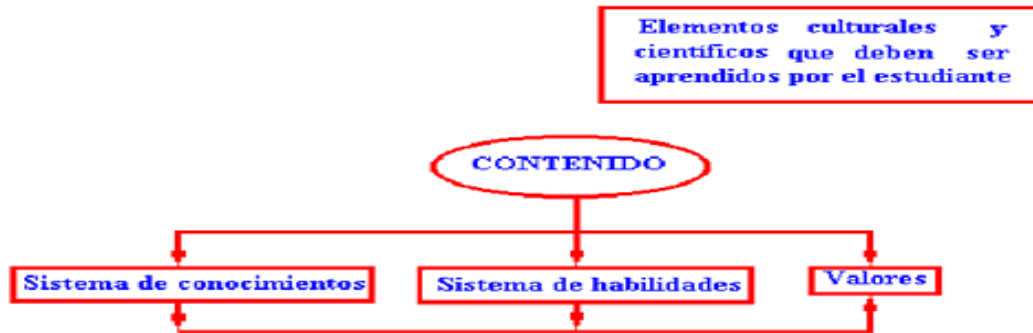 Elementos culturales y
científicos que deben ser
aprendidos por el estudiante
CONTENIDO
Sistema de conocimientos
Sistema de habilidades
Valores